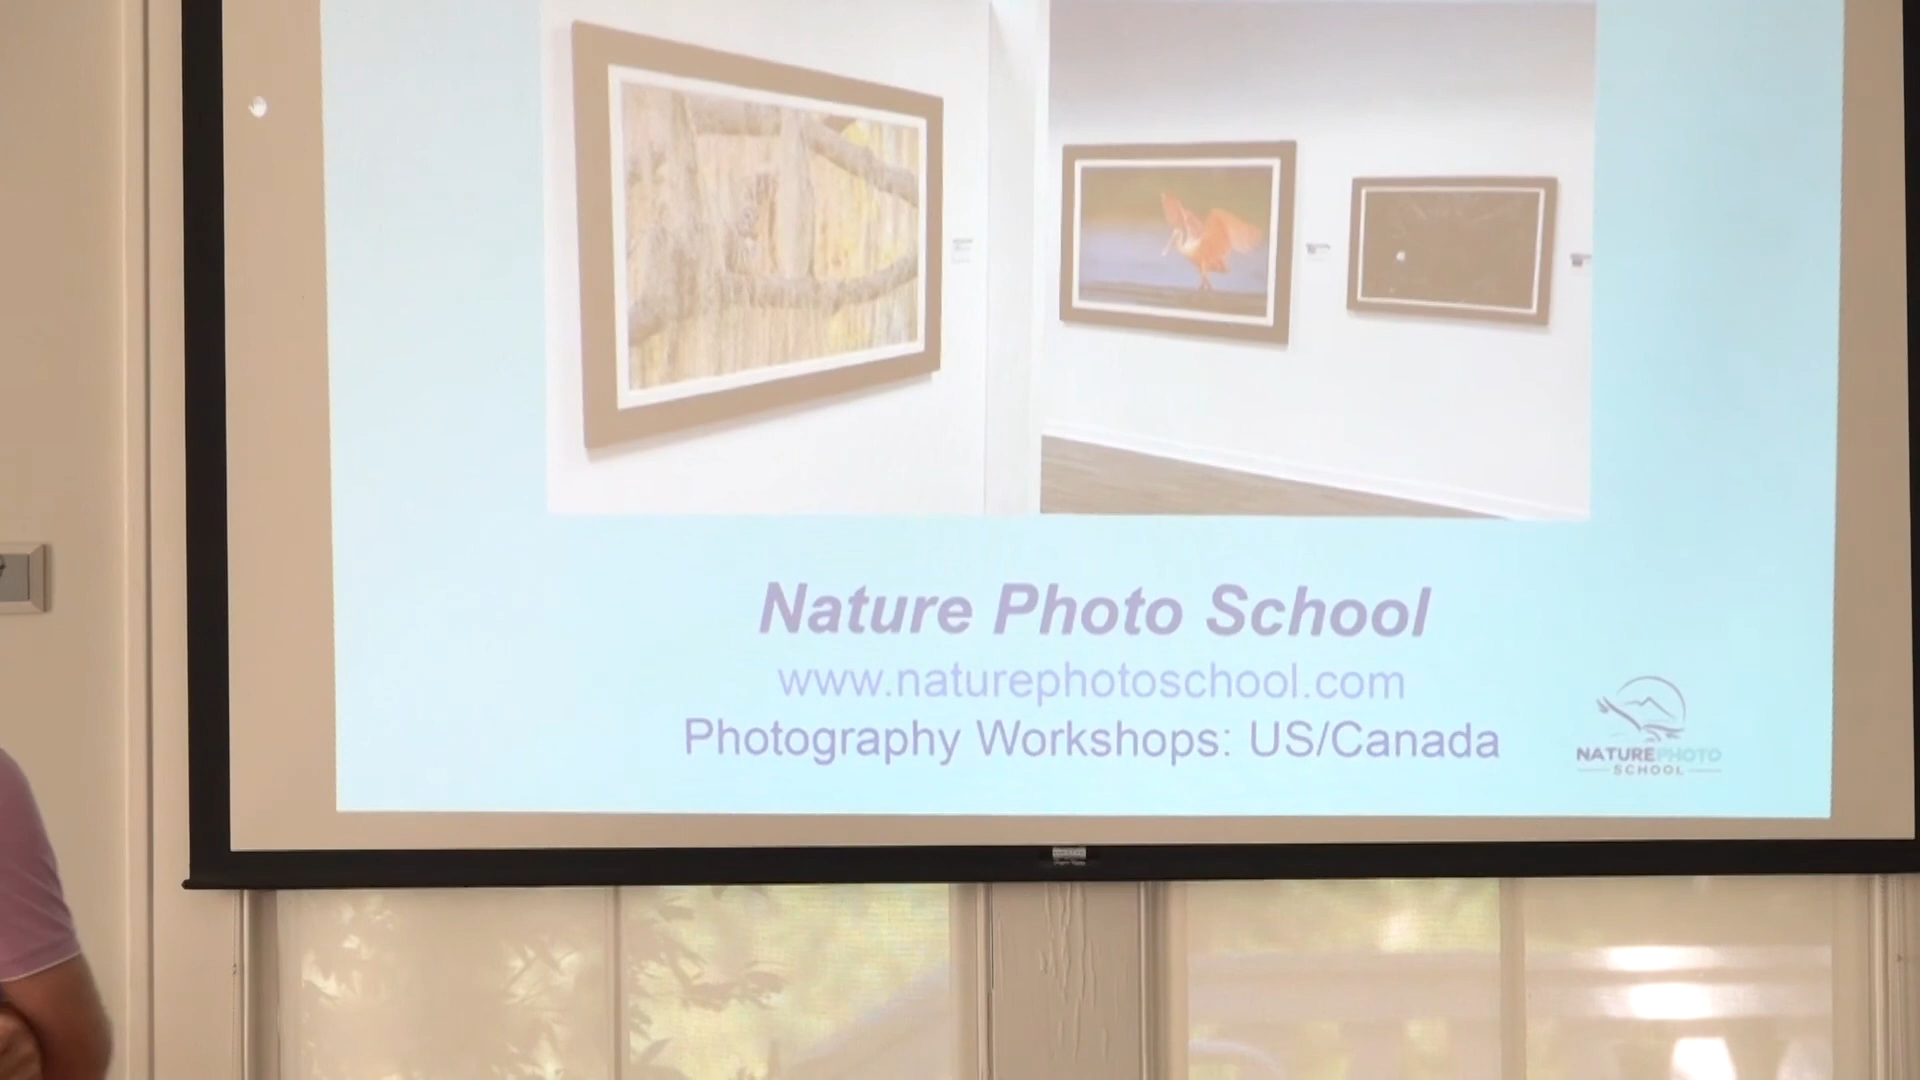 Nature Photo School
www.naturephotoschool.com
Photography Workshops: US/Canada
NATUREPHOTO
SCHOOL